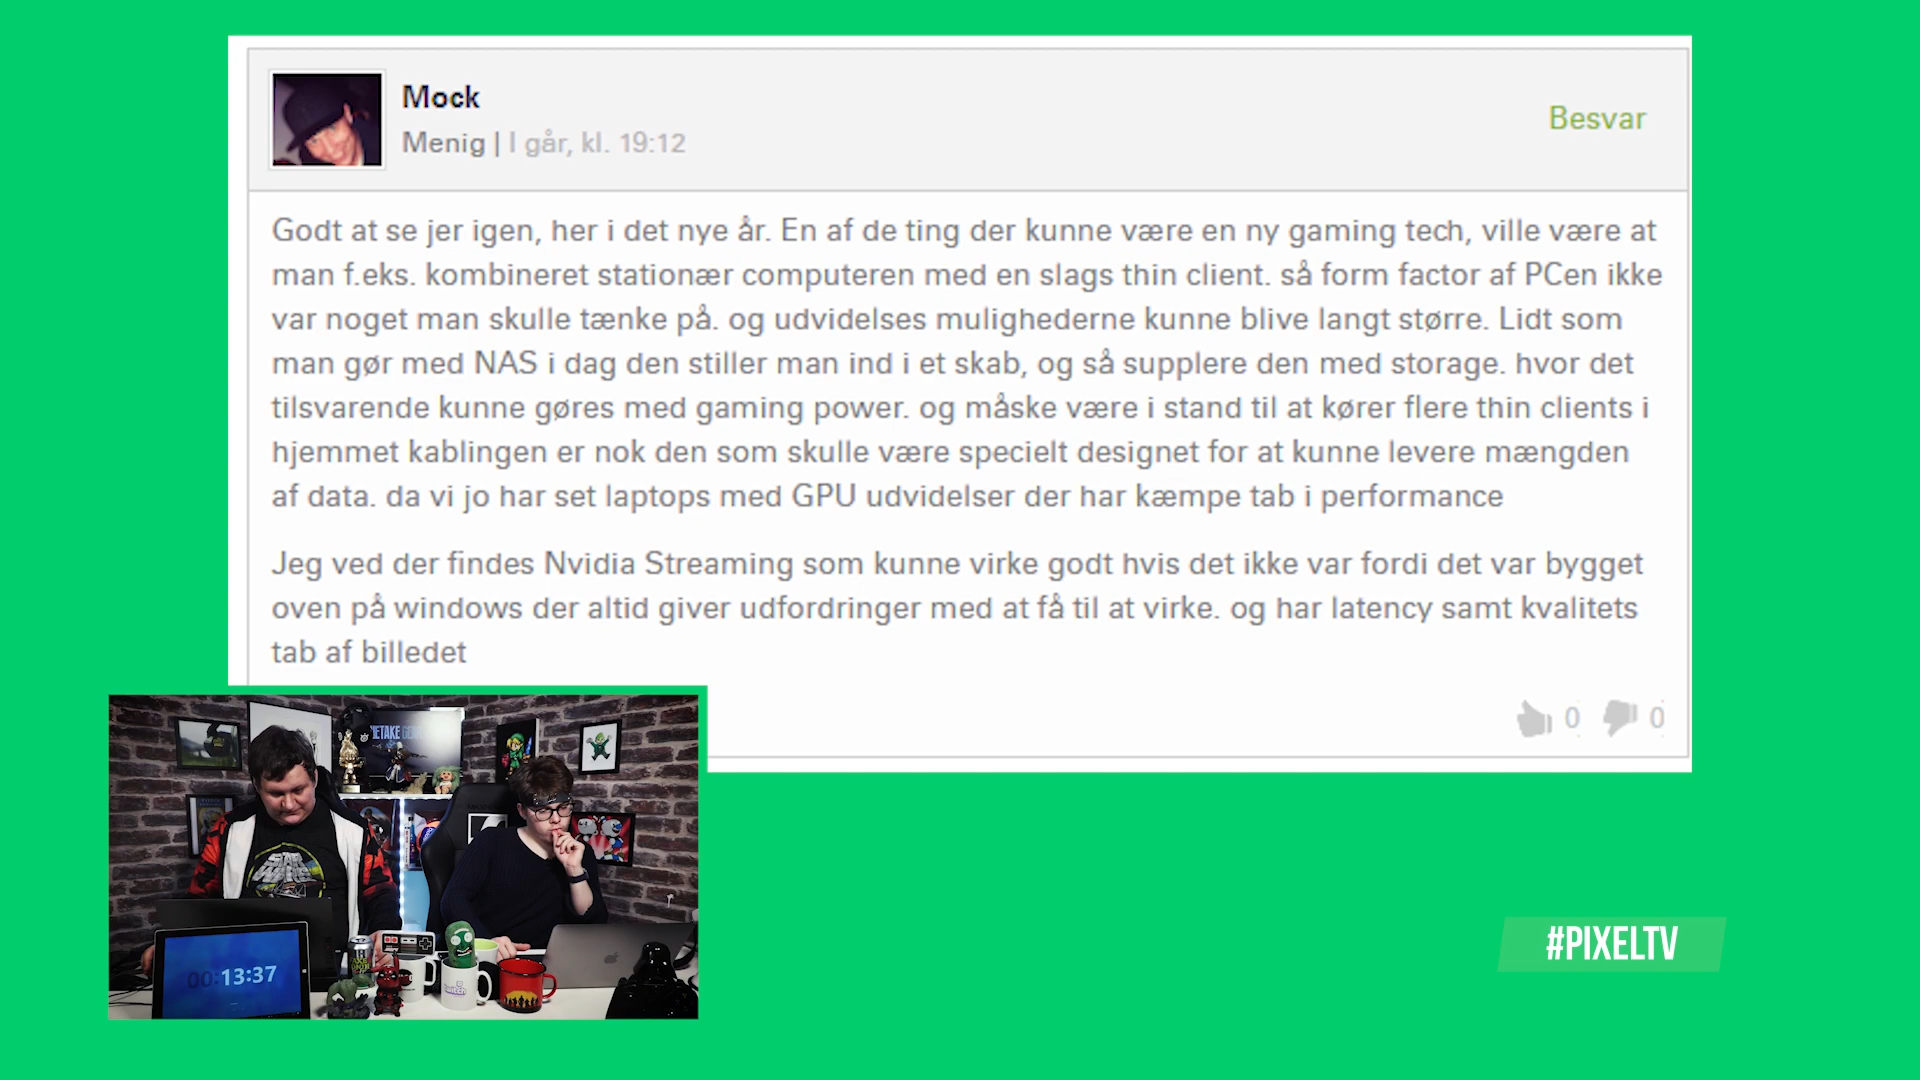 Mock
Menig | I går, kl. 19:12
Besvar
Godt at se jer igen, her i det nye år. En af de ting der kunne være en ny gaming tech, ville være at
man f.eks. kombineret stationær computeren med en slags thin client. så form factor af PCen ikke
var noget man skulle tænke på. og udvidelses mulighederne kunne blive langt større. Lidt som
man gør med NAS i dag den stiller man ind i et skab, og så supplere den med storage. hvor det
tilsvarende kunne gøres med gaming power. og måske være i stand til at kører flere thin clients i
hjemmet kablingen er nok den som skulle være specielt designet for at kunne levere mængden
af data. da vi jo har set laptops med GPU udvidelser der har kæmpe tab i performance
Jeg ved der findes Nvidia Streaming som kunne virke godt hvis det ikke var fordi det var bygget
oven på windows der altid giver udfordringer med at få til at virke. og har latency samt kvalitets
tab af billedet
0 0
STAR
WARS
00:13:37
twitch
#PIXELTV